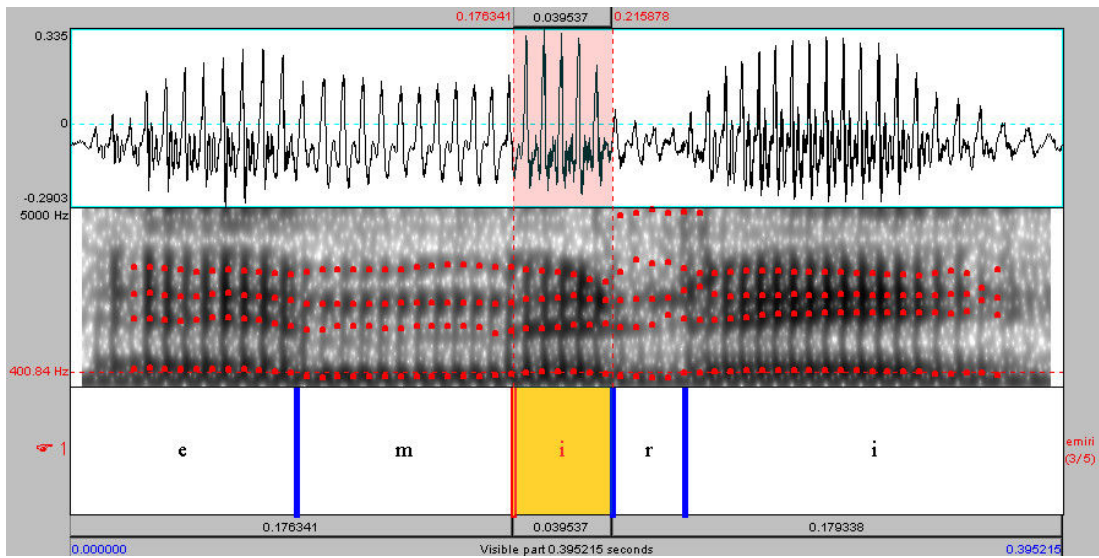 0.176341 0.039537 0.215878
0.335
0
-0.2903
5000 Hz
400.84 Hz
1 e m i r i emiri
(3/5)
0.176341 0.039537 0.179338
0.000000 Visible part 0.395215 seconds 0.395215